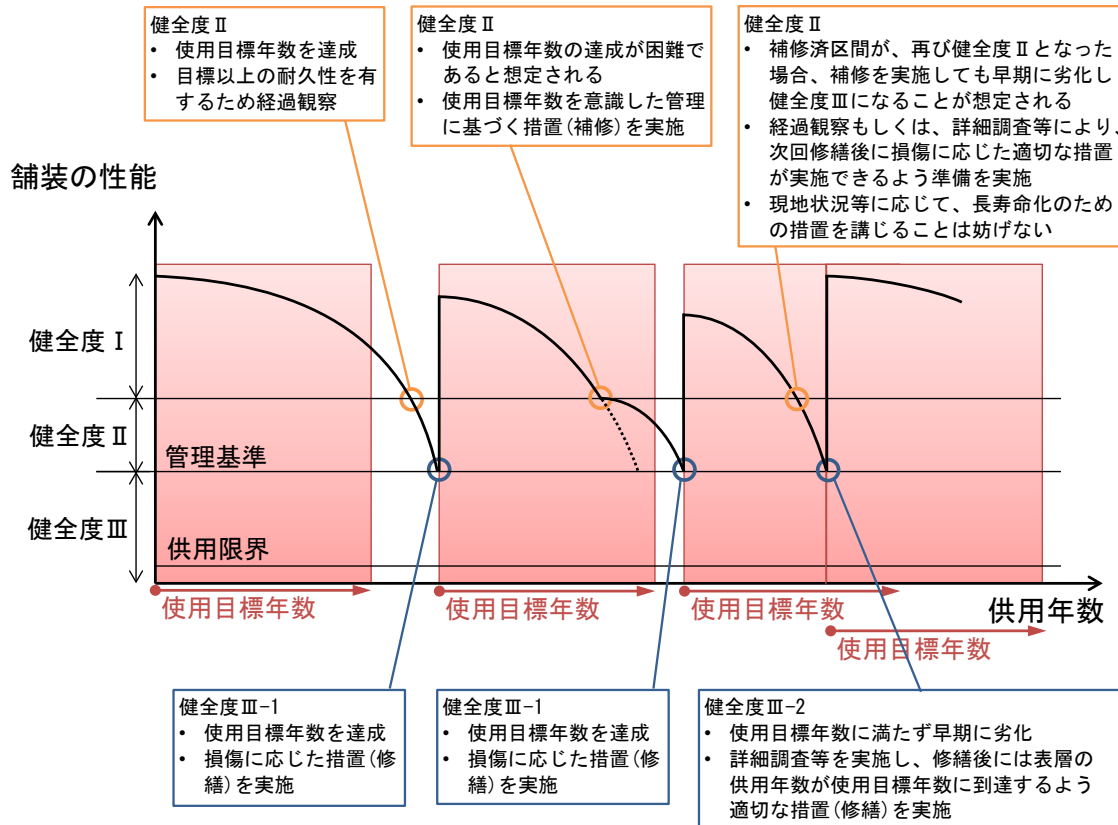 健全度Ⅱ
• 使用目標年数を達成
• 目標以上の耐久性を有
するため経過観察
健全度Ⅱ
• 使用目標年数の達成が困難で
あると想定される
• 使用目標年数を意識した管理
に基づく措置(補修)を実施
健全度Ⅱ
• 補修済区間が、再び健全度Ⅱとなった
場合、補修を実施しても早期に劣化し
健全度Ⅲになることが想定される
• 経過観察もしくは、詳細調査等により、
次回修繕後に損傷に応じた適切な措置
が実施できるよう準備を実施
• 現地状況等に応じて、長寿命化のため
の措置を講じることは妨げない
舗装の性能
健全度Ⅰ
健全度Ⅱ
管理基準
健全度Ⅲ
供用限界
使用目標年数
使用目標年数
使用目標年数
供用年数
使用目標年数
健全度Ⅲ-1
• 使用目標年数を達成
• 損傷に応じた措置(修
繕)を実施
健全度Ⅲ-1
• 使用目標年数を達成
• 損傷に応じた措置(修
繕)を実施
健全度Ⅲ-2
• 使用目標年数に満たず早期に劣化
• 詳細調査等を実施し、修繕後には表層の
供用年数が使用目標年数に到達するよう
適切な措置(修繕)を実施